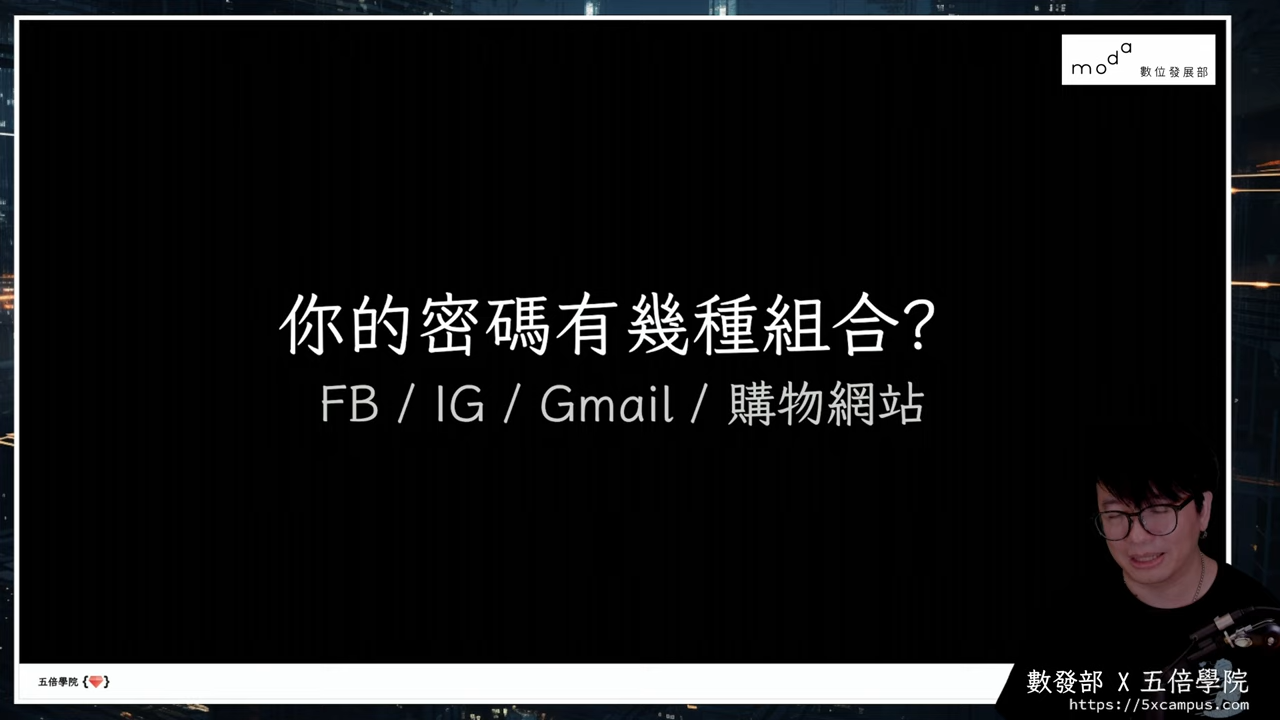 moda 數位發展部
你的密碼有幾種組合?
FB / IG / Gmail / 購物網站
五倍學院 {❤}
數發部 X 五倍學院
https://5xcampus.com